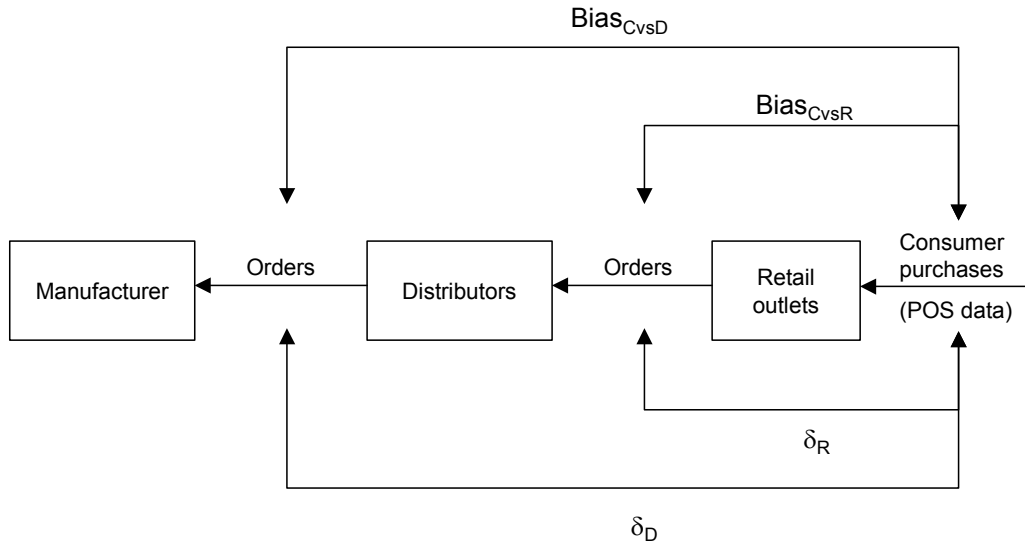 Bias_CvsD
Bias_CvsR
Manufacturer
Orders
Distributors
Orders
Retail
outlets
Consumer
purchases
(POS data)
δ_R
δ_D